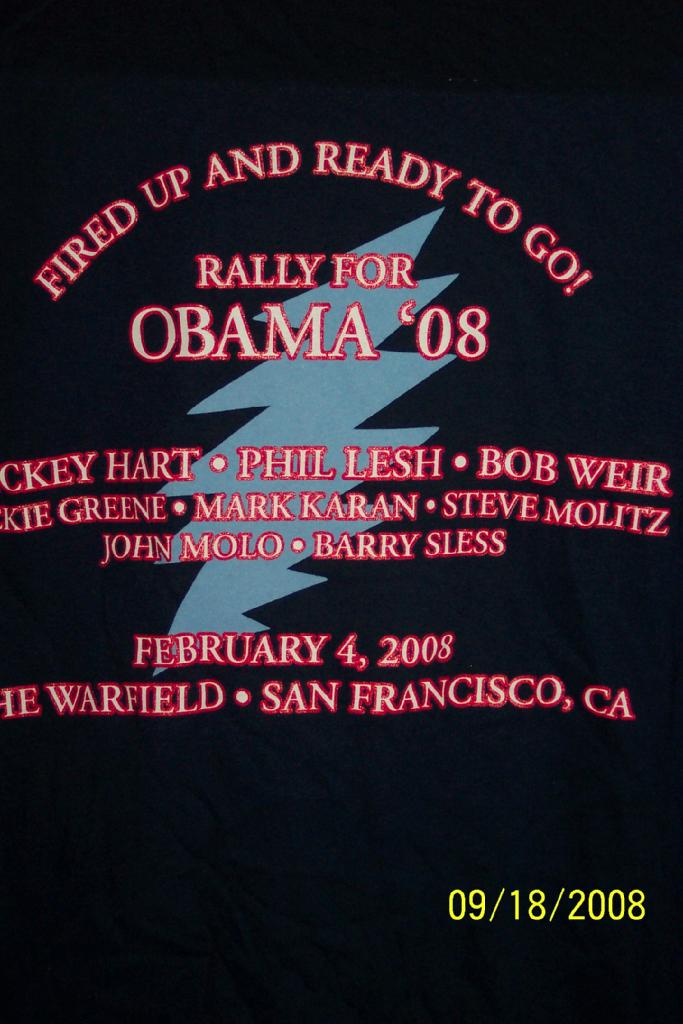 FIRED UP AND READY TO GO!
RALLY FOR
OBAMA ‘08
CKEY HART • PHIL LESH • BOB WEIR
KIE GREENE • MARK KARAN • STEVE MOLITZ
JOHN MOLO • BARRY SLESS
FEBRUARY 4, 2008
HE WARFIELD • SAN FRANCISCO, CA
09/18/2008